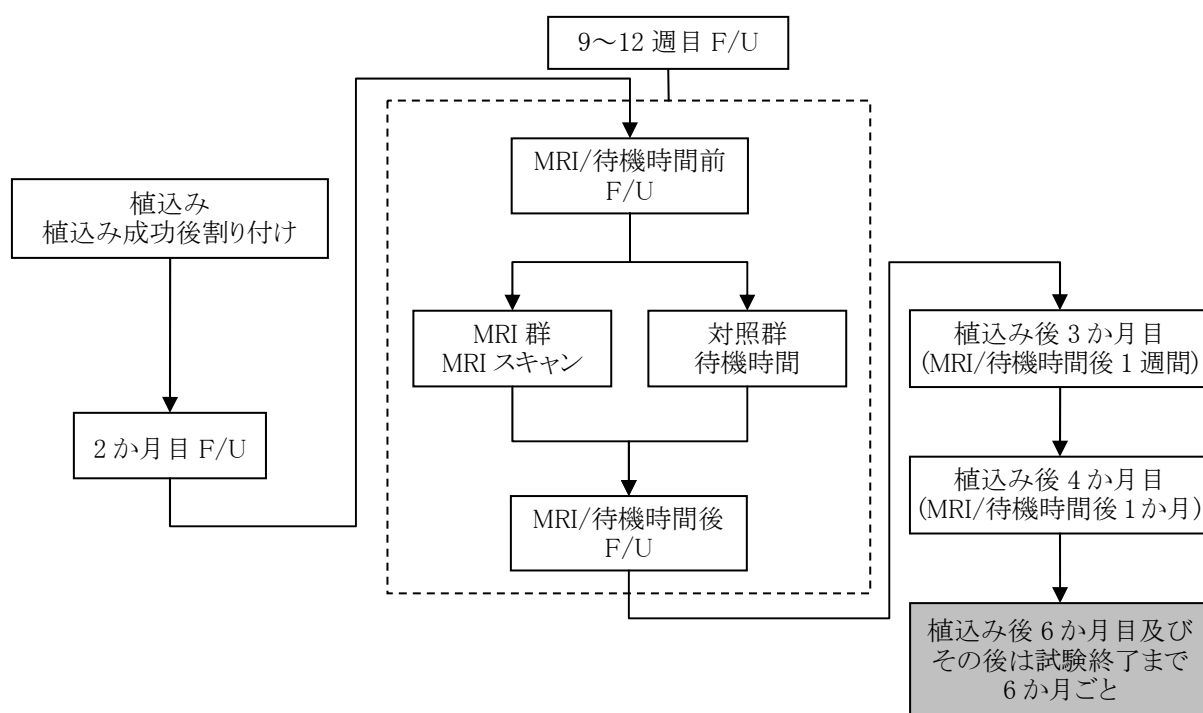 9～12 週目 F/U
MRI/待機時間前
F/U
植込み
植込み成功後割り付け
MRI 群
MRI スキャン
対照群
待機時間
植込み後 3 か月目
(MRI/待機時間後 1 週間)
2 か月目 F/U
植込み後 4 か月目
(MRI/待機時間後 1 か月)
MRI/待機時間後
F/U
植込み後 6 か月目及び
その後は試験終了まで
6 か月ごと